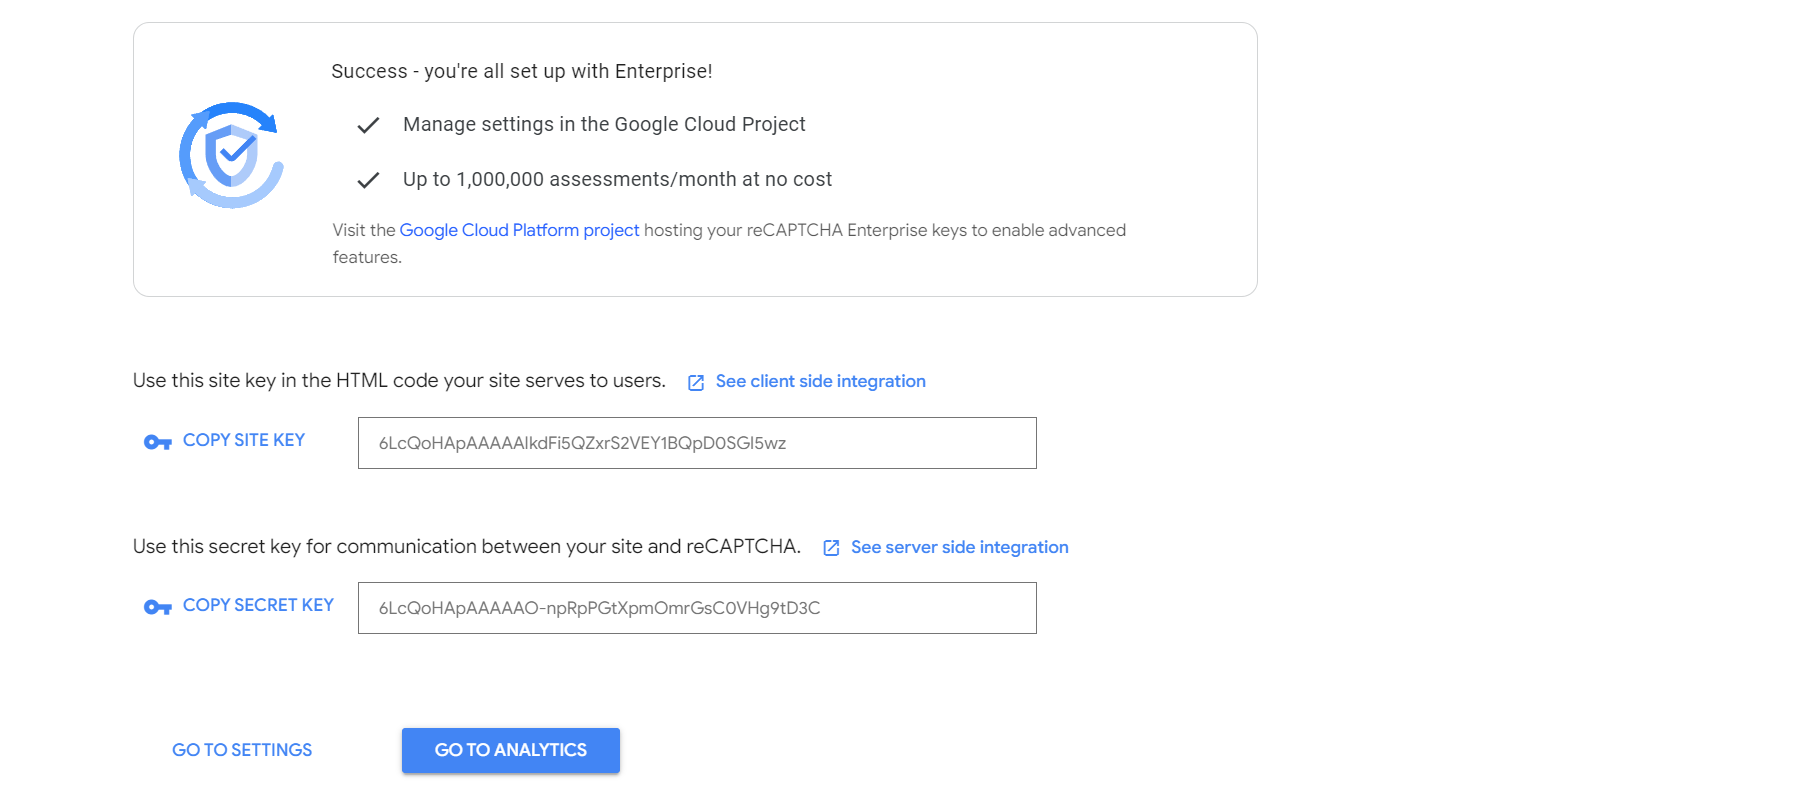 Success - you're all set up with Enterprise!
Manage settings in the Google Cloud Project
Up to 1,000,000 assessments/month at no cost
Visit the Google Cloud Platform project hosting your reCAPTCHA Enterprise keys to enable advanced
features.
Use this site key in the HTML code your site serves to users.
See client side integration
COPY SITE KEY
6LcQoHApAAAAAIkdFi5QZxrS2VEY1BQpD0SGI5wz
Use this secret key for communication between your site and reCAPTCHA.
See server side integration
COPY SECRET KEY
6LcQoHApAAAAAO-npRpPGtXpmOmrGsC0VHg9tD3C
GO TO SETTINGS
GO TO ANALYTICS